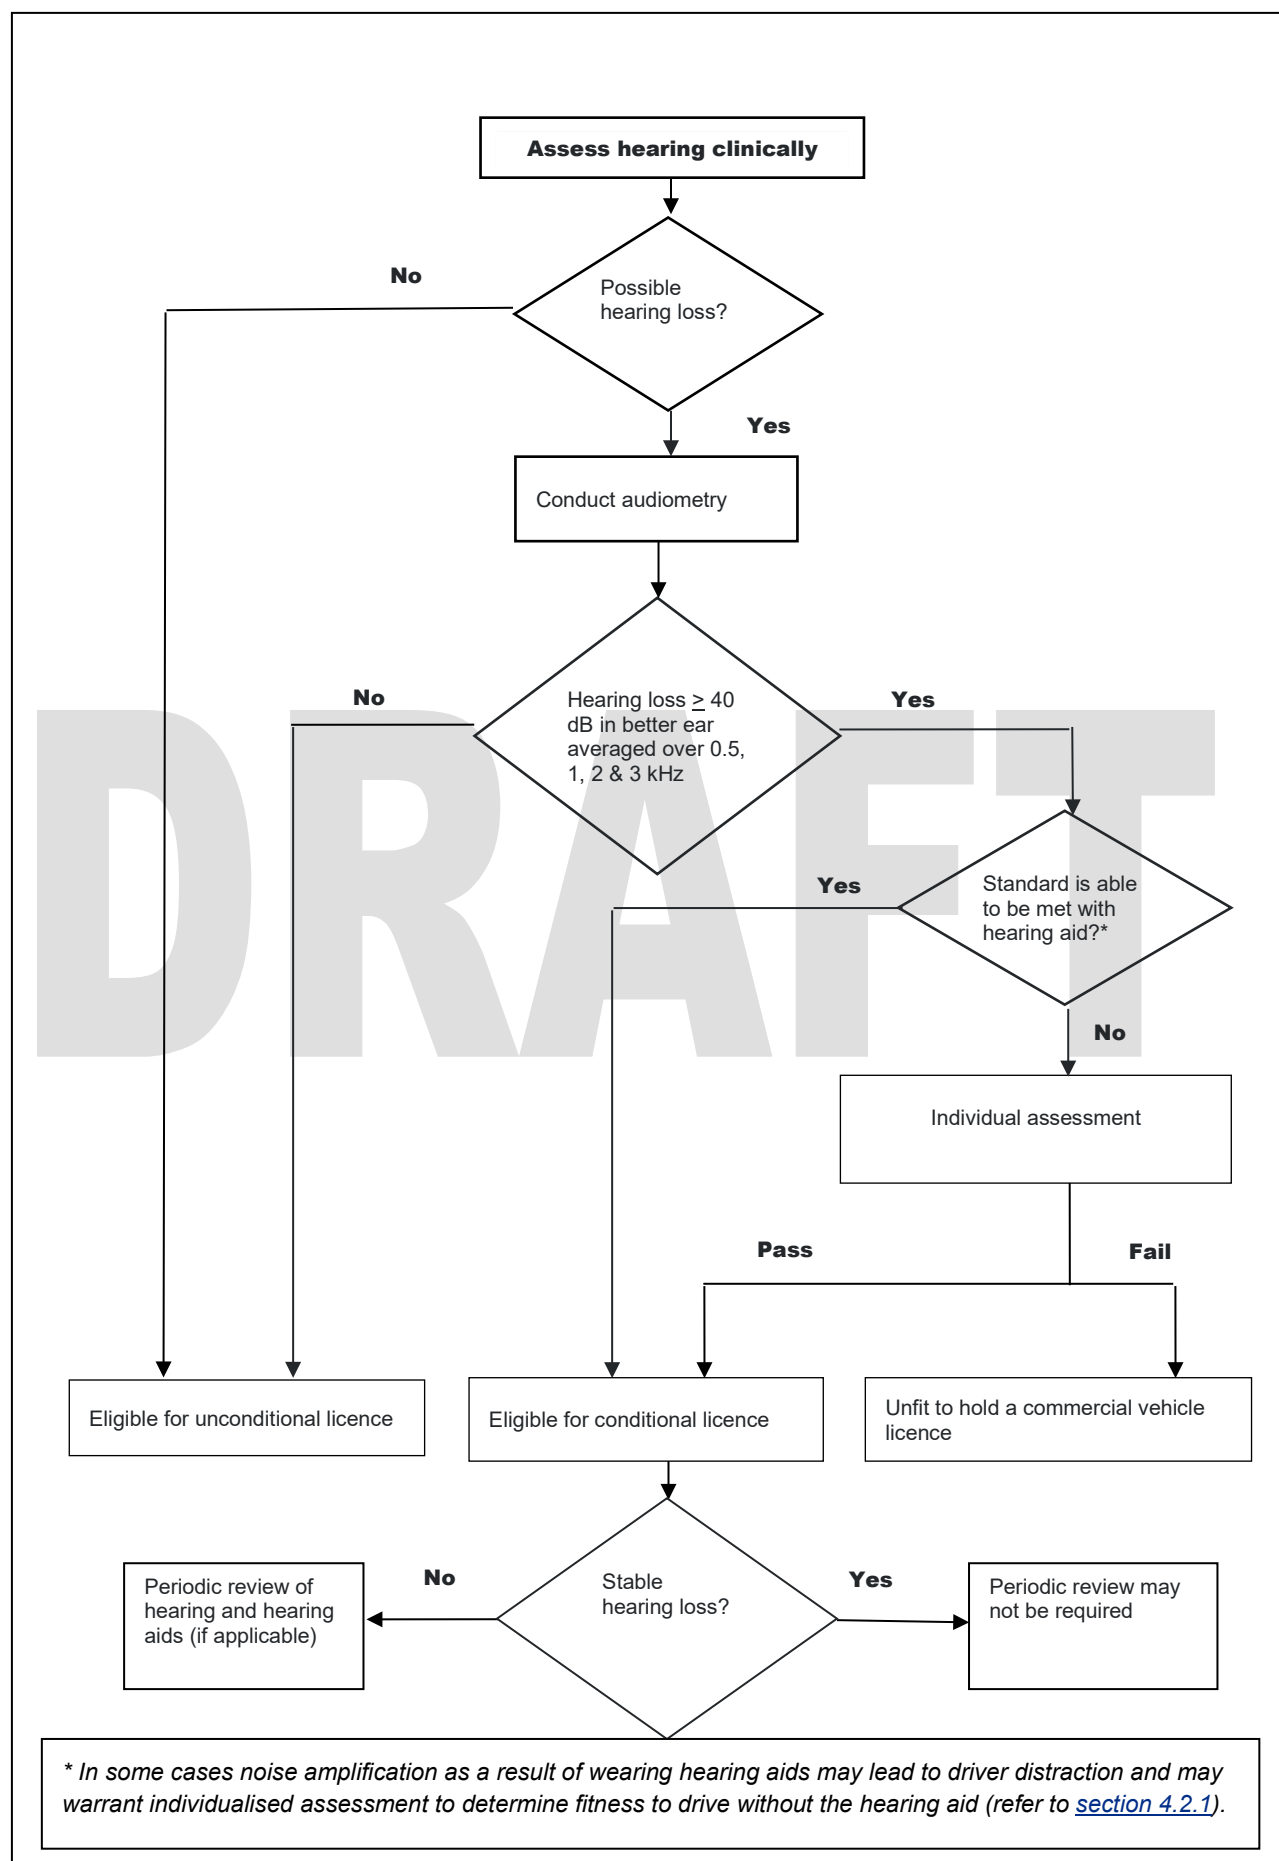 Assess hearing clinically
No
Possible
hearing loss?
Yes
Conduct audiometry
No
Hearing loss ≥ 40
dB in better ear
averaged over 0.5,
1, 2 & 3 kHz
Yes
DRAFT
Yes
Standard is able
to be met with
hearing aid?*
No
Individual assessment
Pass
Fail
Eligible for unconditional licence
Eligible for conditional licence
Unfit to hold a commercial vehicle
licence
Periodic review of
hearing and hearing
aids (if applicable)
No
Stable
hearing loss?
Yes
Periodic review may
not be required
* In some cases noise amplification as a result of wearing hearing aids may lead to driver distraction and may
warrant individualised assessment to determine fitness to drive without the hearing aid (refer to section 4.2.1).